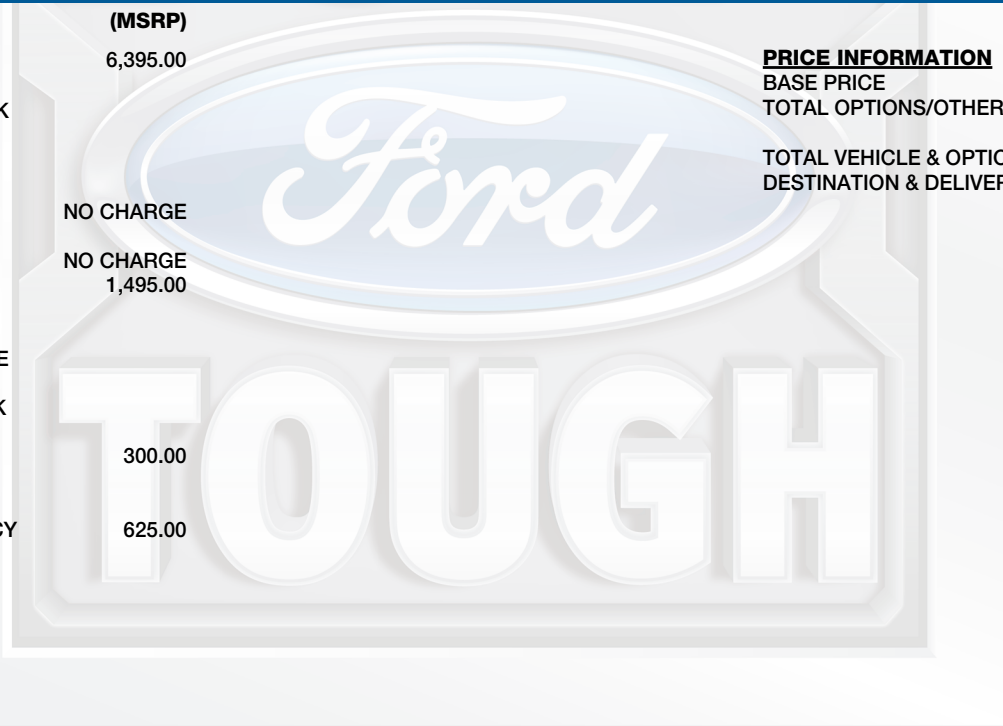 (MSRP)
6,395.00
K
NO CHARGE
NO CHARGE
1,495.00
E
K
300.00
CY
625.00
PRICE INFORMATION
BASE PRICE
TOTAL OPTIONS/OTHER
TOTAL VEHICLE & OPTIO
DESTINATION & DELIVER
Ford
TOUGH